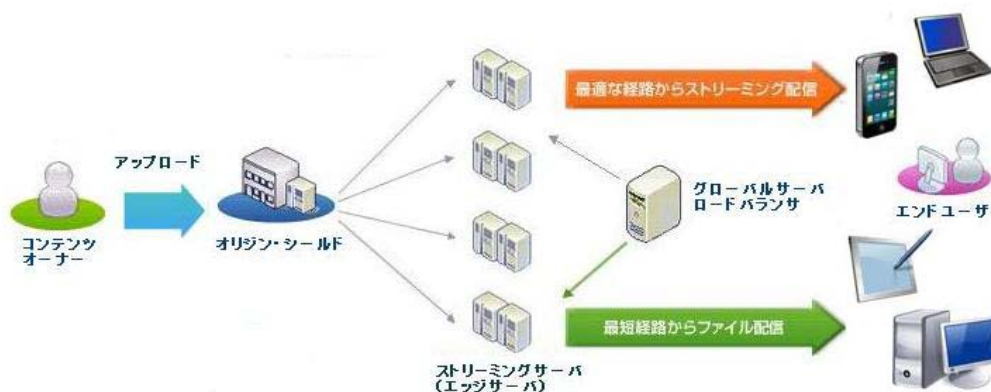 最適な経路からストリーミング配信
アップロード
グローバルサーバ
ロードバランサ
コンテンツ
オーナー
オリジン・シールド
エンドユーザ
最短経路からファイル配信
ストリーミングサーバ
(エッジサーバ)